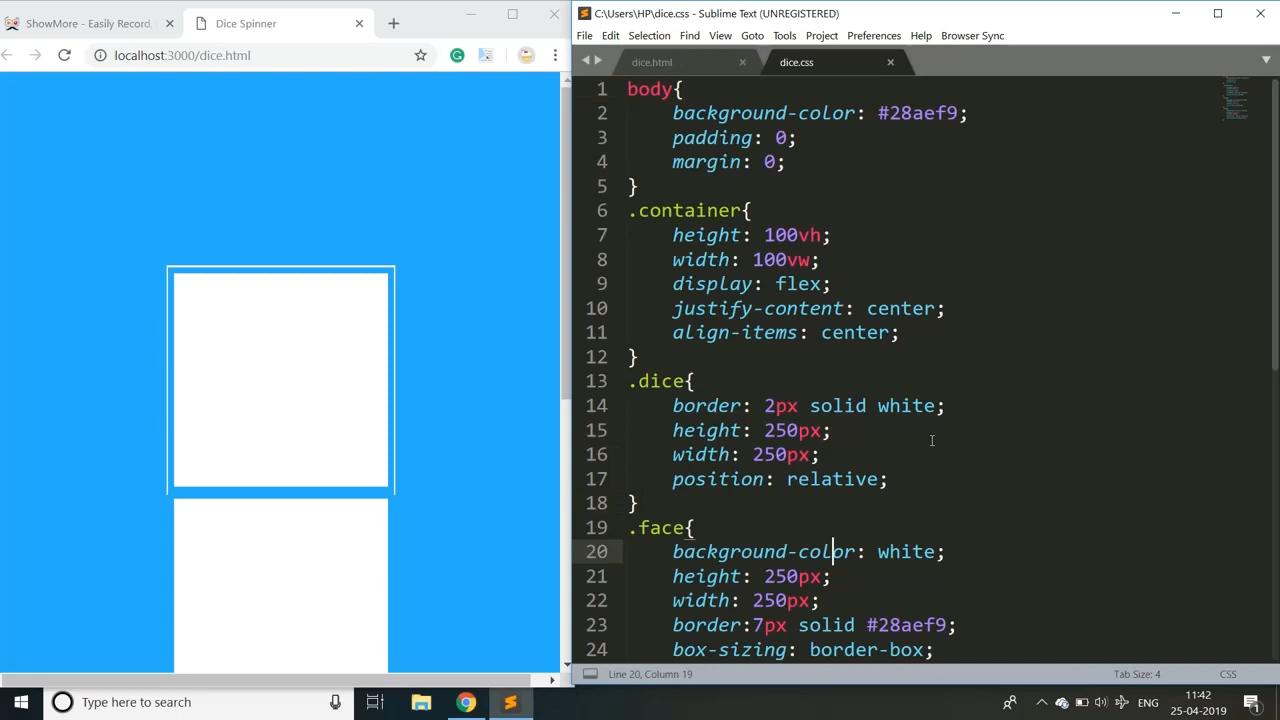 ShowMore - Easily Record
Dice Spinner
localhost:3000/dice.html
C:\Users\HP\dice.css - Sublime Text (UNREGISTERED)
File Edit Selection Find View Goto Tools Project Preferences Help Browser Sync
dice.html
dice.css
1 body{
2 background-color: #28aef9;
3 padding: 0;
4 margin: 0;
5 }
6 .container{
7 height: 100vh;
8 width: 100vw;
9 display: flex;
10 justify-content: center;
11 align-items: center;
12 }
13 .dice{
14 border: 2px solid white;
15 height: 250px;
16 width: 250px;
17 position: relative;
18 }
19 .face{
20 background-color: white;
21 height: 250px;
22 width: 250px;
23 border:7px solid #28aef9;
24 box-sizing: border-box;
Line 20, Column 19
Tab Size: 4
CSS
Type here to search
ENG
11:42
25-04-2019